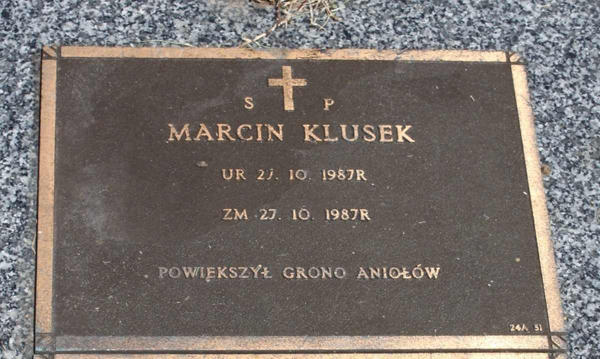 S P
MARCIN KLUSEK
UR 27. 10. 1987R
ZM 27. 10. 1987R
POWIĘKSZYŁ GRONO ANIOŁÓW
24A 51